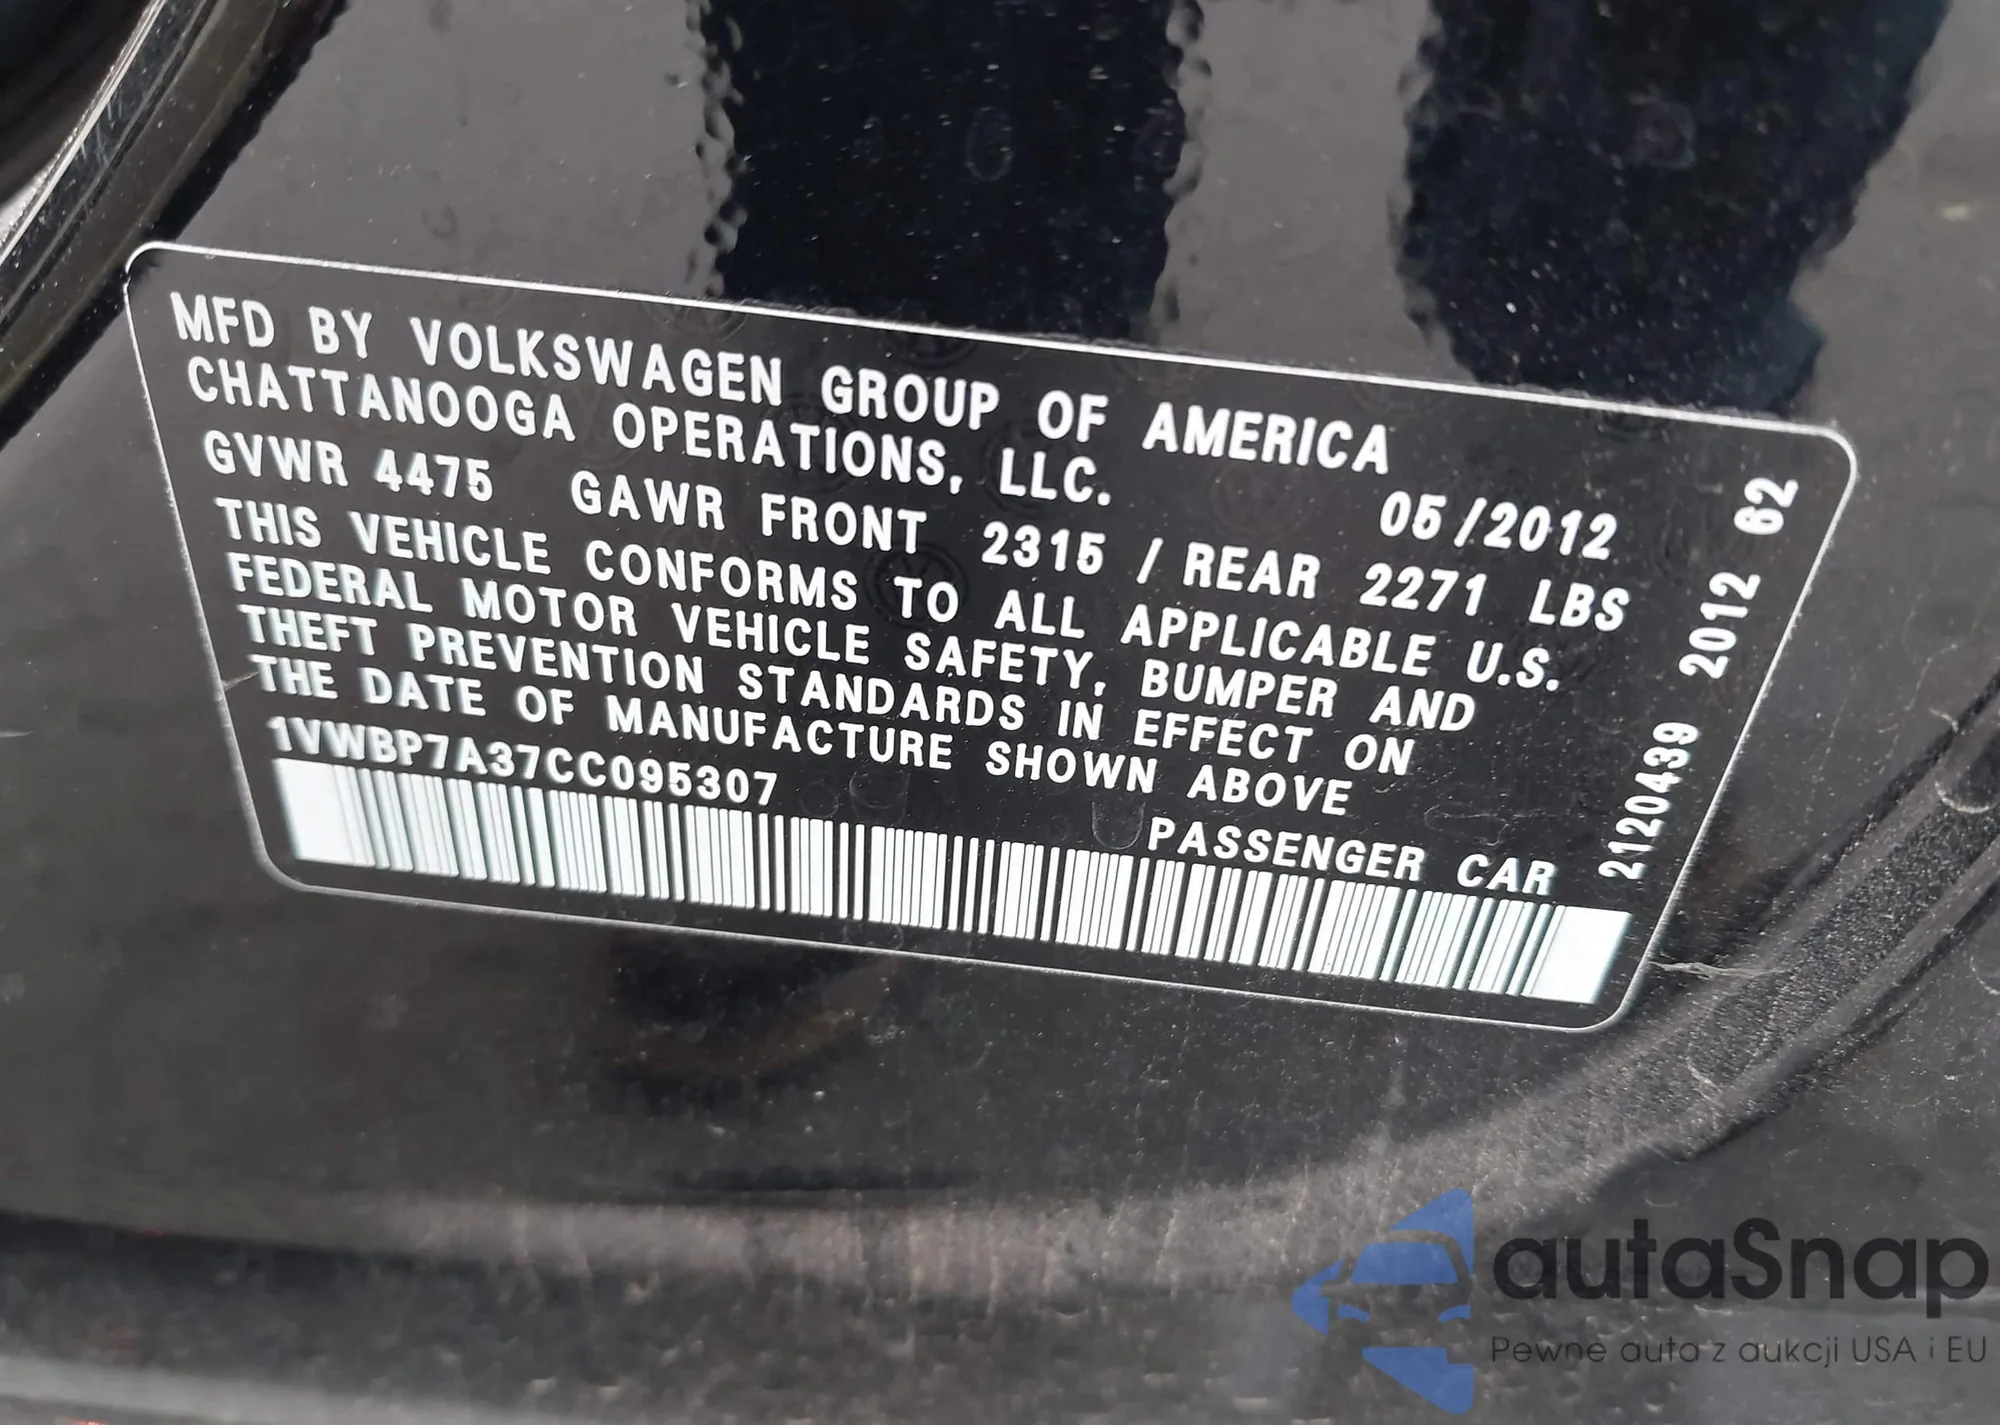 MFD BY VOLKSWAGEN GROUP OF AMERICA
CHATTANOOGA OPERATIONS, LLC.
05/2012
GVWR 4475 GAWR FRONT 2315 / REAR 2271 LBS
THIS VEHICLE CONFORMS TO ALL APPLICABLE U.S.
FEDERAL MOTOR VEHICLE SAFETY, BUMPER AND
THEFT PREVENTION STANDARDS IN EFFECT ON
THE DATE OF MANUFACTURE SHOWN ABOVE
1VWBP7A37CC095307
PASSENGER CAR
2120439 2012 62
autaSnap
Pewne auta z aukcji USA i EU